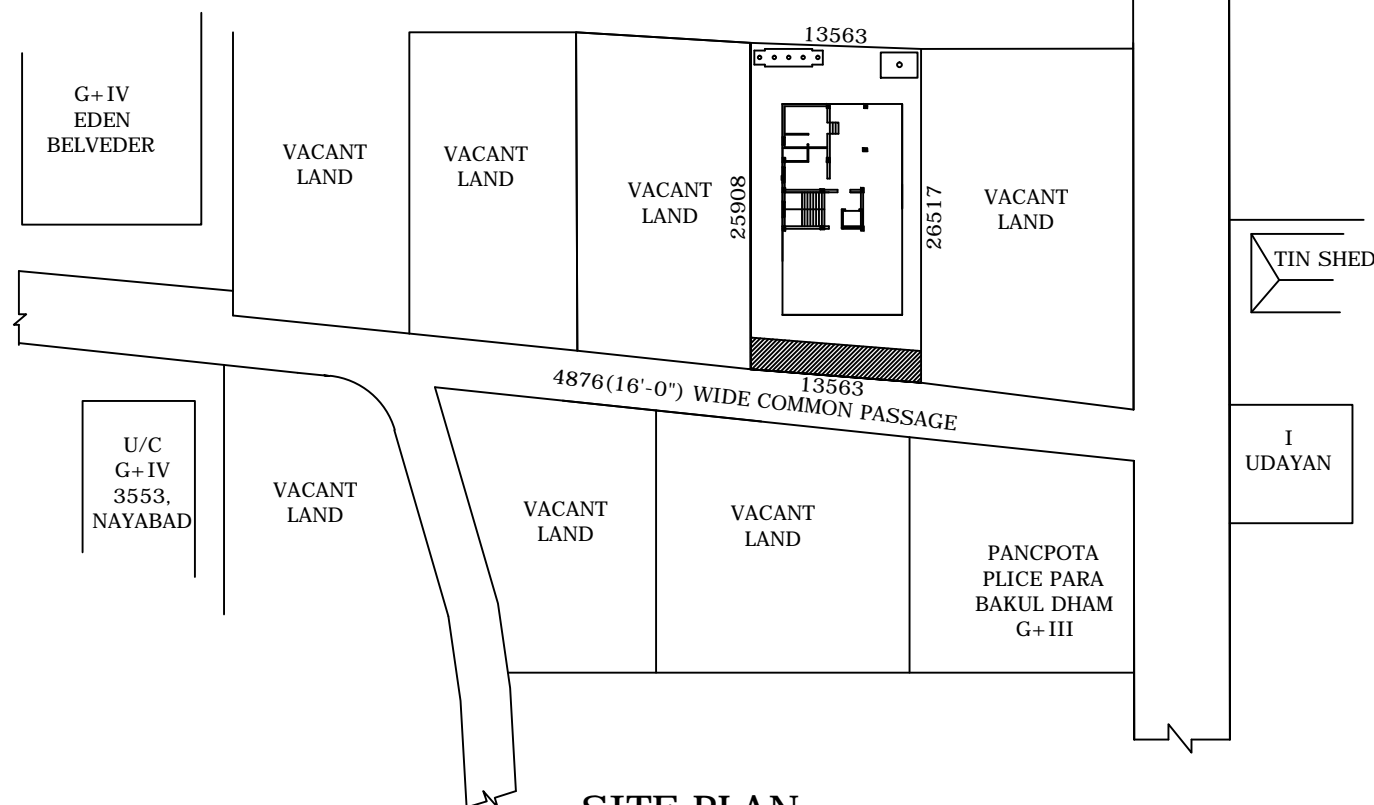 13563
G+IV
EDEN
BELVEDER
VACANT
LAND
VACANT
LAND
VACANT
LAND
25908
26517
VACANT
LAND
TIN SHED
13563
4876(16'-0") WIDE COMMON PASSAGE
U/C
G+IV
3553,
NAYABAD
VACANT
LAND
VACANT
LAND
VACANT
LAND
PANCPOTA
PLICE PARA
BAKUL DHAM
G+III
I
UDAYAN
SITE PLAN